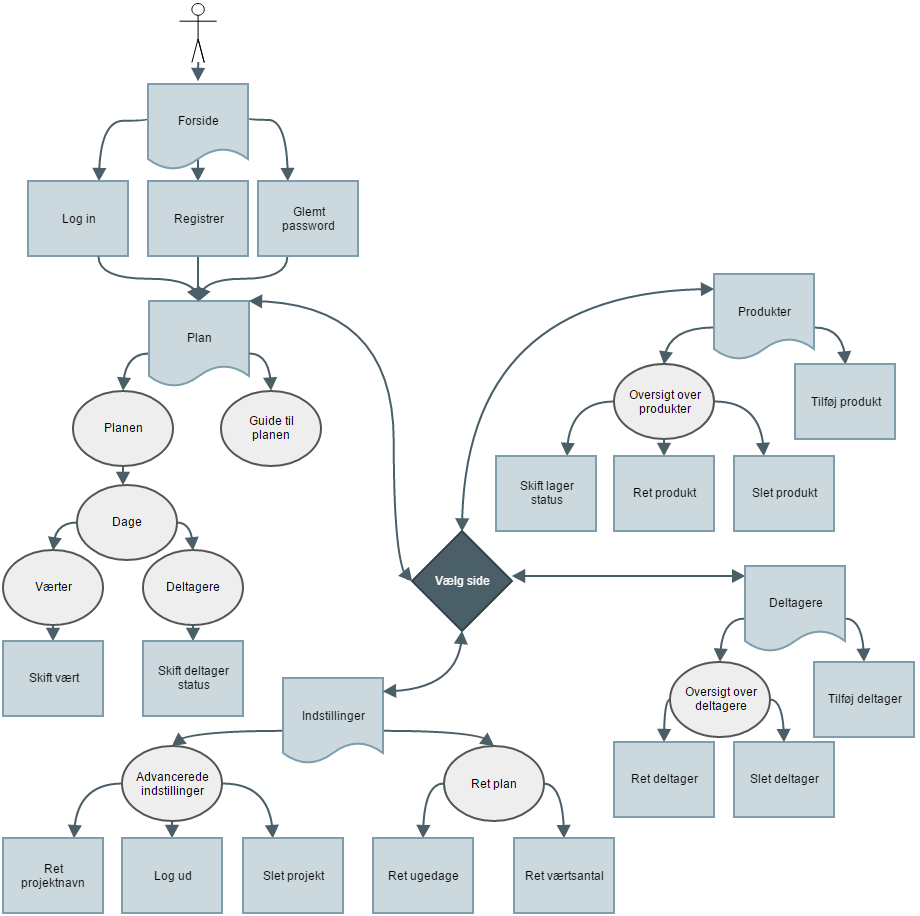 Forside
Log in
Registrer
Glemt
password
Plan
Planen
Guide til
planen
Dage
Værter
Deltagere
Skift vært
Skift deltager
status
Produkter
Oversigt over
produkter
Tilføj produkt
Skift lager
status
Ret produkt
Slet produkt
Vælg side
Deltagere
Oversigt over
deltagere
Tilføj deltager
Ret deltager
Slet deltager
Indstillinger
Advancerede
indstillinger
Ret plan
Ret
projektnavn
Log ud
Slet projekt
Ret ugedage
Ret værtsantal